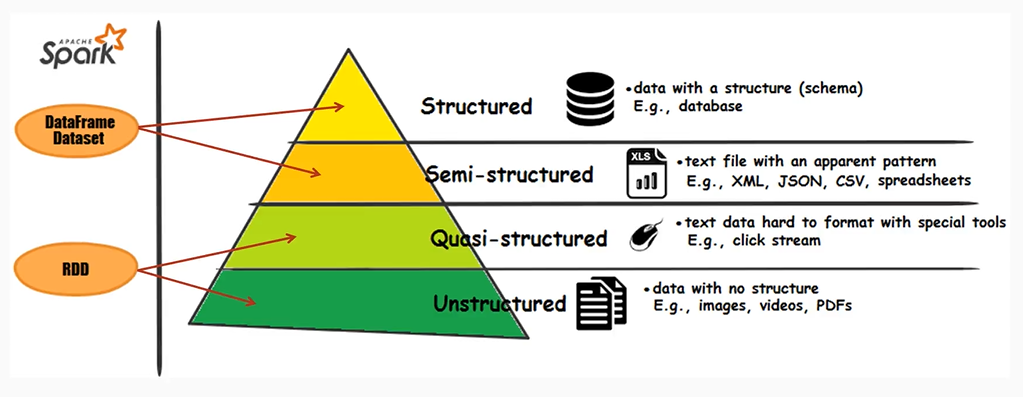 APACHE
Spark
DataFrame
Dataset
RDD
Structured
•data with a structure (schema)
E.g., database
Semi-structured
XLS
•text file with an apparent pattern
E.g., XML, JSON, CSV, spreadsheets
Quasi-structured
•text data hard to format with special tools
E.g., click stream
Unstructured
•data with no structure
E.g., images, videos, PDFs